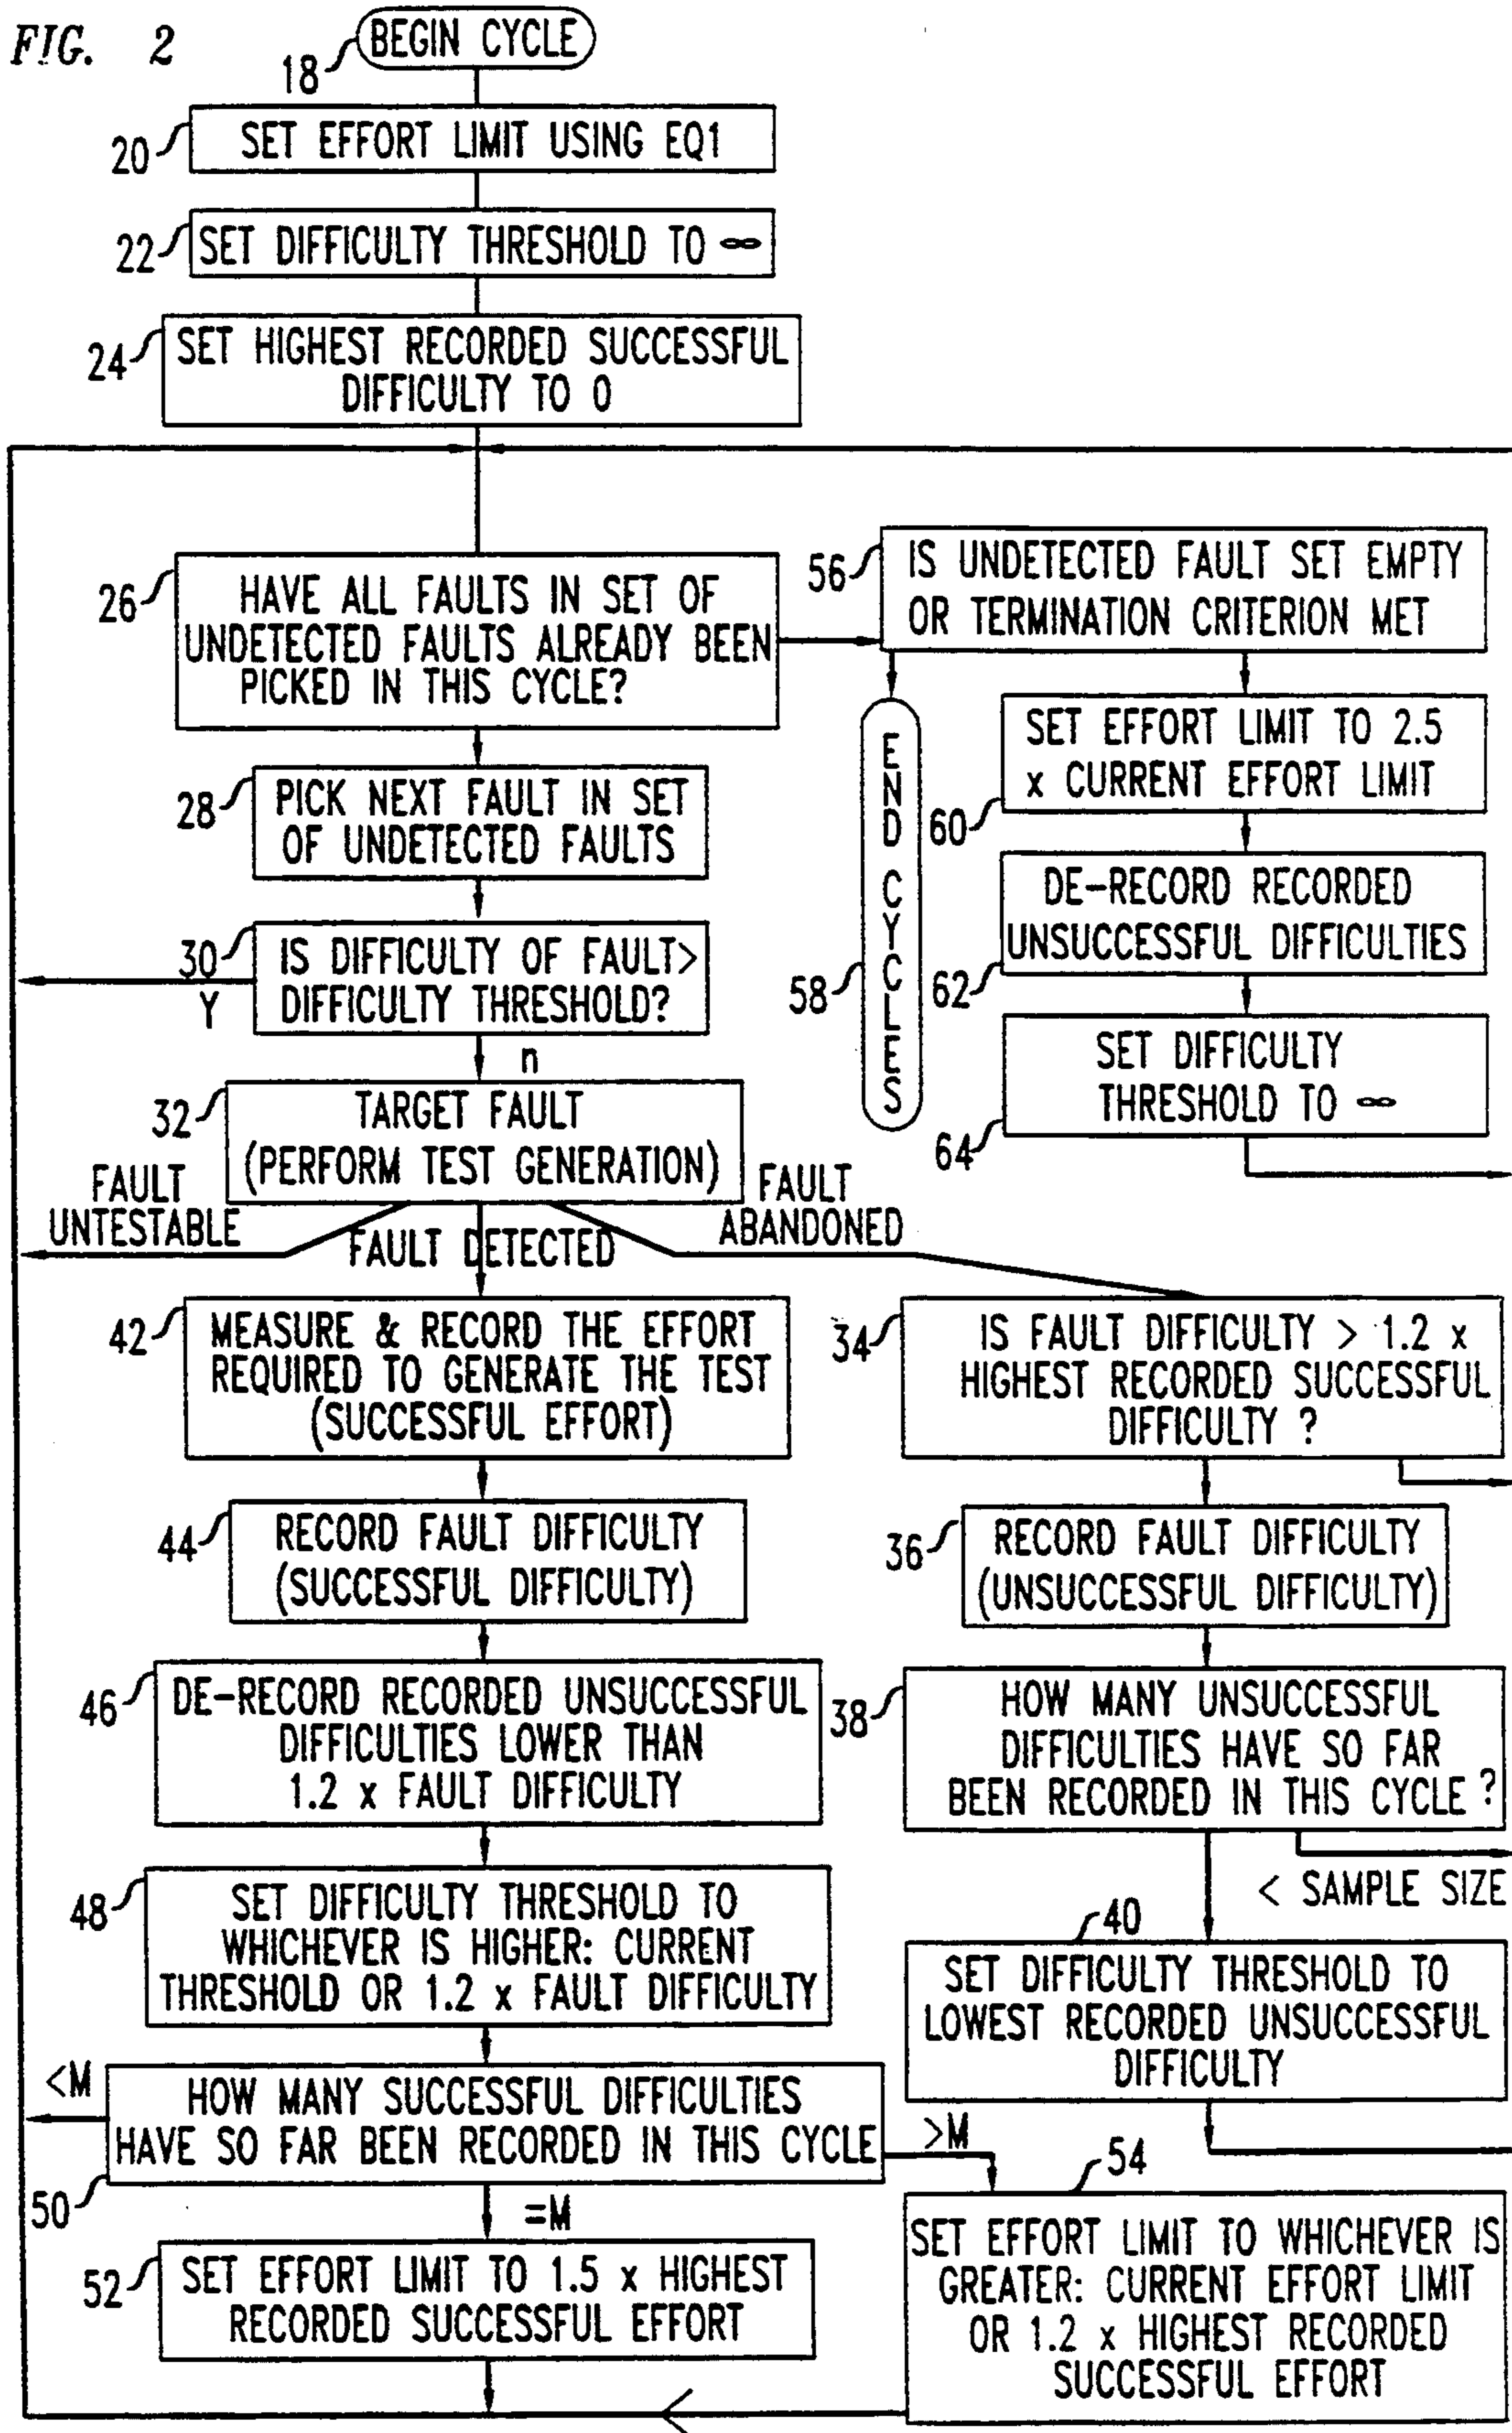 FIG. 2
BEGIN CYCLE
18
20
SET EFFORT LIMIT USING EQ1
22
SET DIFFICULTY THRESHOLD TO ∞
24
SET HIGHEST RECORDED SUCCESSFUL
DIFFICULTY TO 0
26
HAVE ALL FAULTS IN SET OF
UNDETECTED FAULTS ALREADY BEEN
PICKED IN THIS CYCLE?
56
IS UNDETECTED FAULT SET EMPTY
OR TERMINATION CRITERION MET
28
PICK NEXT FAULT IN SET
OF UNDETECTED FAULTS
END CYCLES
58
SET EFFORT LIMIT TO 2.5
x CURRENT EFFORT LIMIT
60
DE-RECORD RECORDED
UNSUCCESSFUL DIFFICULTIES
62
30
IS DIFFICULTY OF FAULT>
DIFFICULTY THRESHOLD?
Y
n
SET DIFFICULTY
THRESHOLD TO ∞
64
32
TARGET FAULT
(PERFORM TEST GENERATION)
FAULT
UNTESTABLE
FAULT DETECTED
FAULT
ABANDONED
42
MEASURE & RECORD THE EFFORT
REQUIRED TO GENERATE THE TEST
(SUCCESSFUL EFFORT)
34
IS FAULT DIFFICULTY > 1.2 x
HIGHEST RECORDED SUCCESSFUL
DIFFICULTY ?
44
RECORD FAULT DIFFICULTY
(SUCCESSFUL DIFFICULTY)
36
RECORD FAULT DIFFICULTY
(UNSUCCESSFUL DIFFICULTY)
46
DE-RECORD RECORDED UNSUCCESSFUL
DIFFICULTIES LOWER THAN
1.2 x FAULT DIFFICULTY
38
HOW MANY UNSUCCESSFUL
DIFFICULTIES HAVE SO FAR
BEEN RECORDED IN THIS CYCLE ?
< SAMPLE SIZE
48
SET DIFFICULTY THRESHOLD TO
WHICHEVER IS HIGHER: CURRENT
THRESHOLD OR 1.2 x FAULT DIFFICULTY
40
SET DIFFICULTY THRESHOLD TO
LOWEST RECORDED UNSUCCESSFUL
DIFFICULTY
<M
HOW MANY SUCCESSFUL DIFFICULTIES
HAVE SO FAR BEEN RECORDED IN THIS CYCLE
>M
50
=M
54
SET EFFORT LIMIT TO WHICHEVER IS
GREATER: CURRENT EFFORT LIMIT
OR 1.2 x HIGHEST RECORDED
SUCCESSFUL EFFORT
52
SET EFFORT LIMIT TO 1.5 x HIGHEST
RECORDED SUCCESSFUL EFFORT